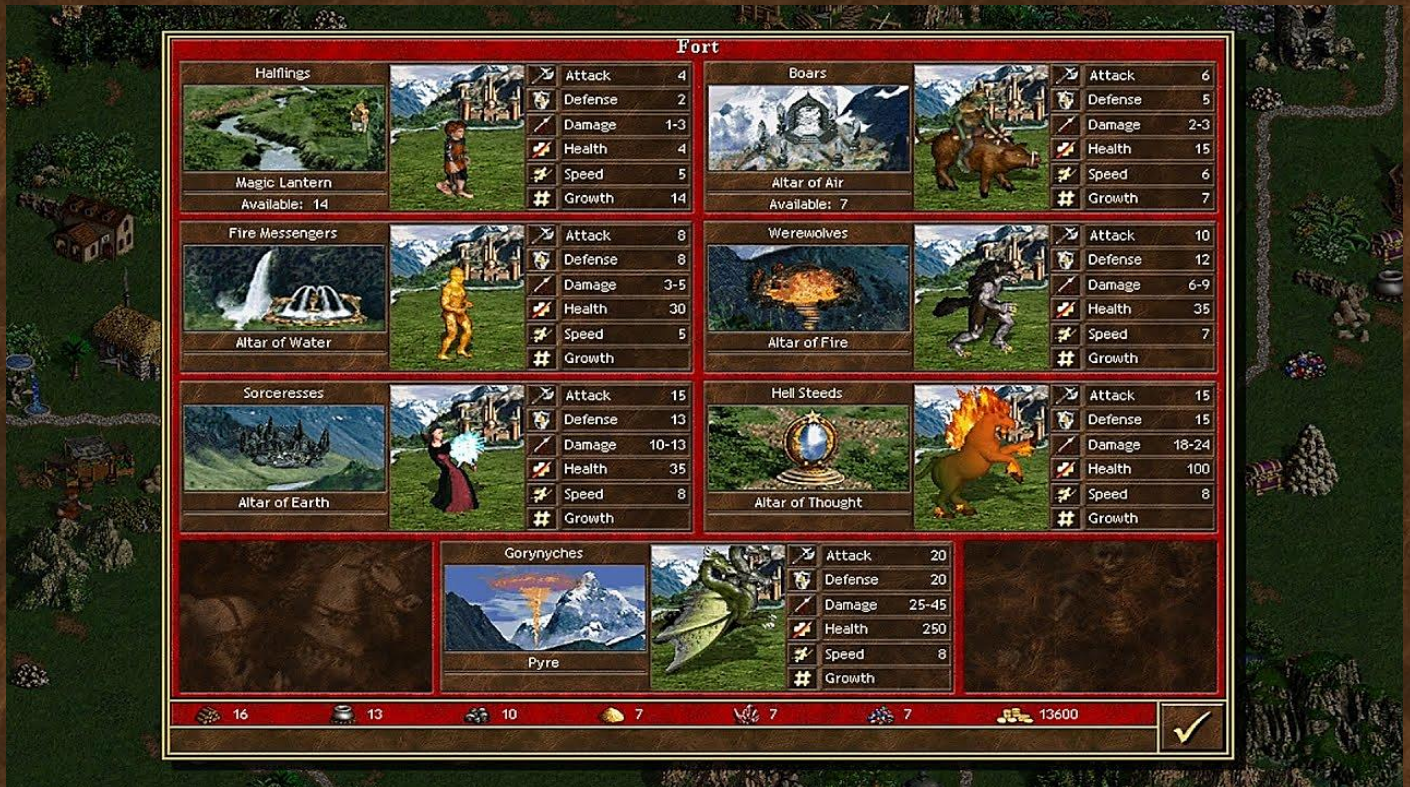 Fort
Halflings
Magic Lantern
Available: 14
Attack 4
Defense 2
Damage 1-3
Health 4
Speed 5
Growth 14
Boars
Altar of Air
Available: 7
Attack 6
Defense 5
Damage 2-3
Health 15
Speed 6
Growth 7
Fire Messengers
Altar of Water
Attack 8
Defense 8
Damage 3-5
Health 30
Speed 5
Growth
Werewolves
Altar of Fire
Attack 10
Defense 12
Damage 6-9
Health 35
Speed 7
Growth
Sorceresses
Altar of Earth
Attack 15
Defense 13
Damage 10-13
Health 35
Speed 8
Growth
Hell Steeds
Altar of Thought
Attack 15
Defense 15
Damage 18-24
Health 100
Speed 8
Growth
Gorynyches
Pyre
Attack 20
Defense 20
Damage 25-45
Health 250
Speed 8
Growth
16 13 10 7 7 7 13600